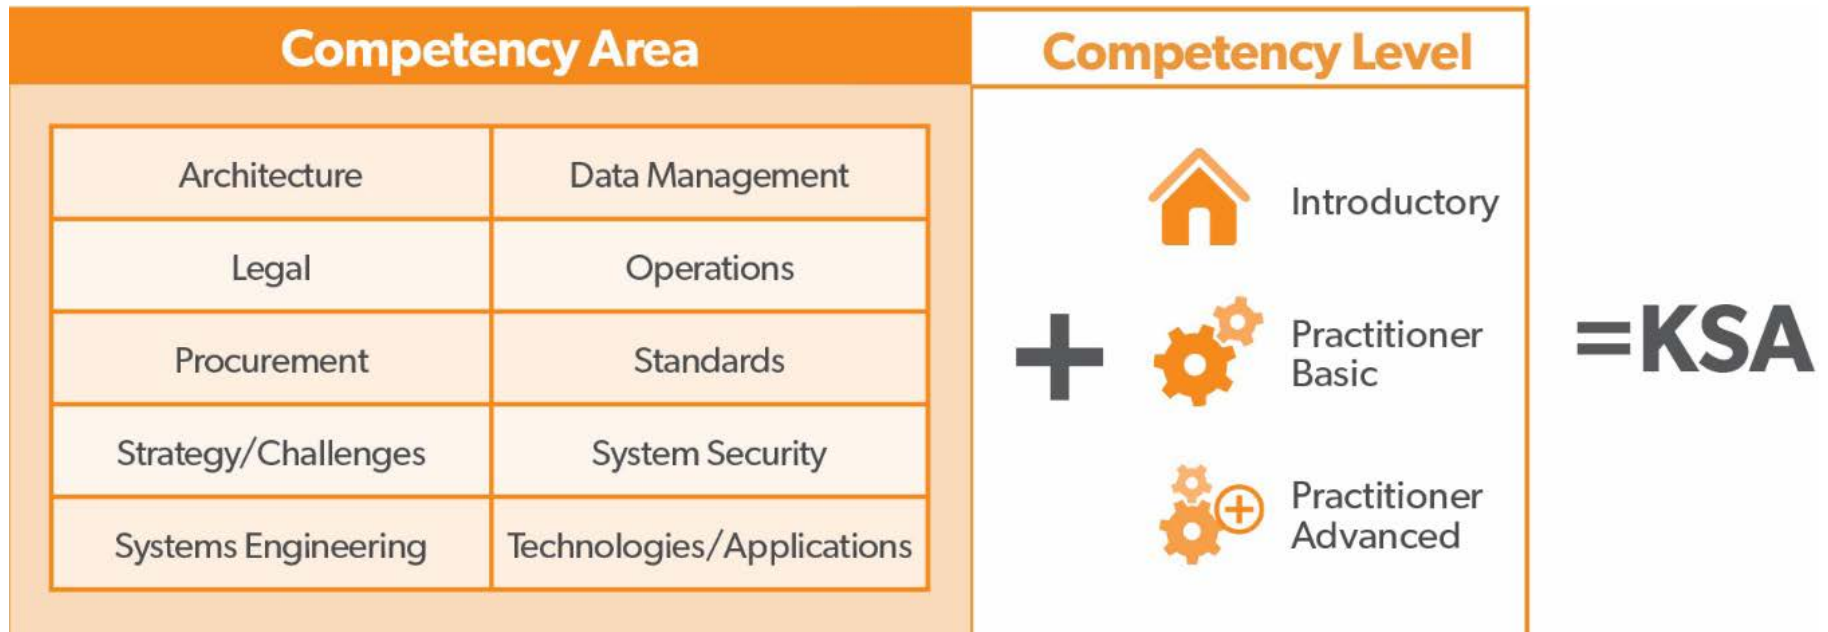 Competency Area
Competency Level
Architecture
Data Management
Legal
Operations
Procurement
Standards
Strategy/Challenges
System Security
Systems Engineering
Technologies/Applications
+
Introductory
Practitioner
Basic
Practitioner
Advanced
=KSA